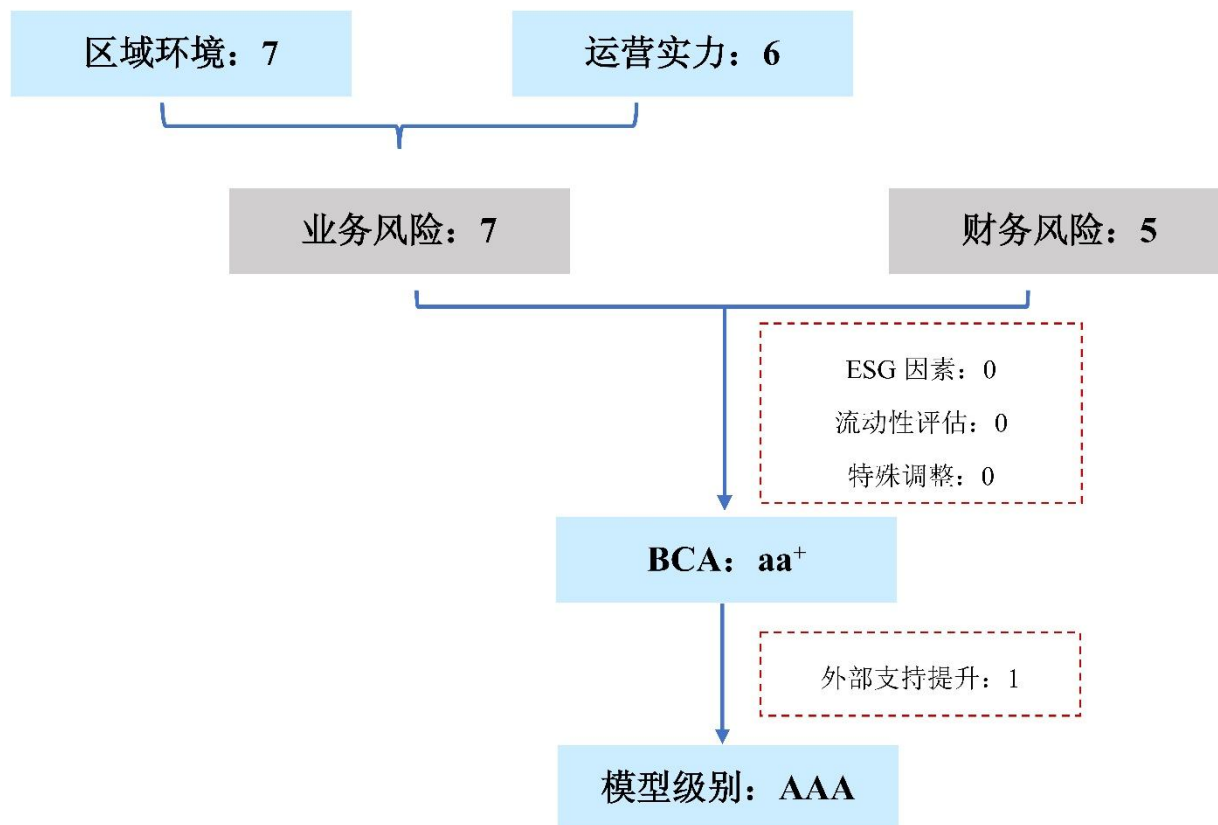 区域环境：7
运营实力：6
业务风险：7
财务风险：5
ESG 因素：0
流动性评估：0
特殊调整：0
BCA：aa⁺
外部支持提升：1
模型级别：AAA